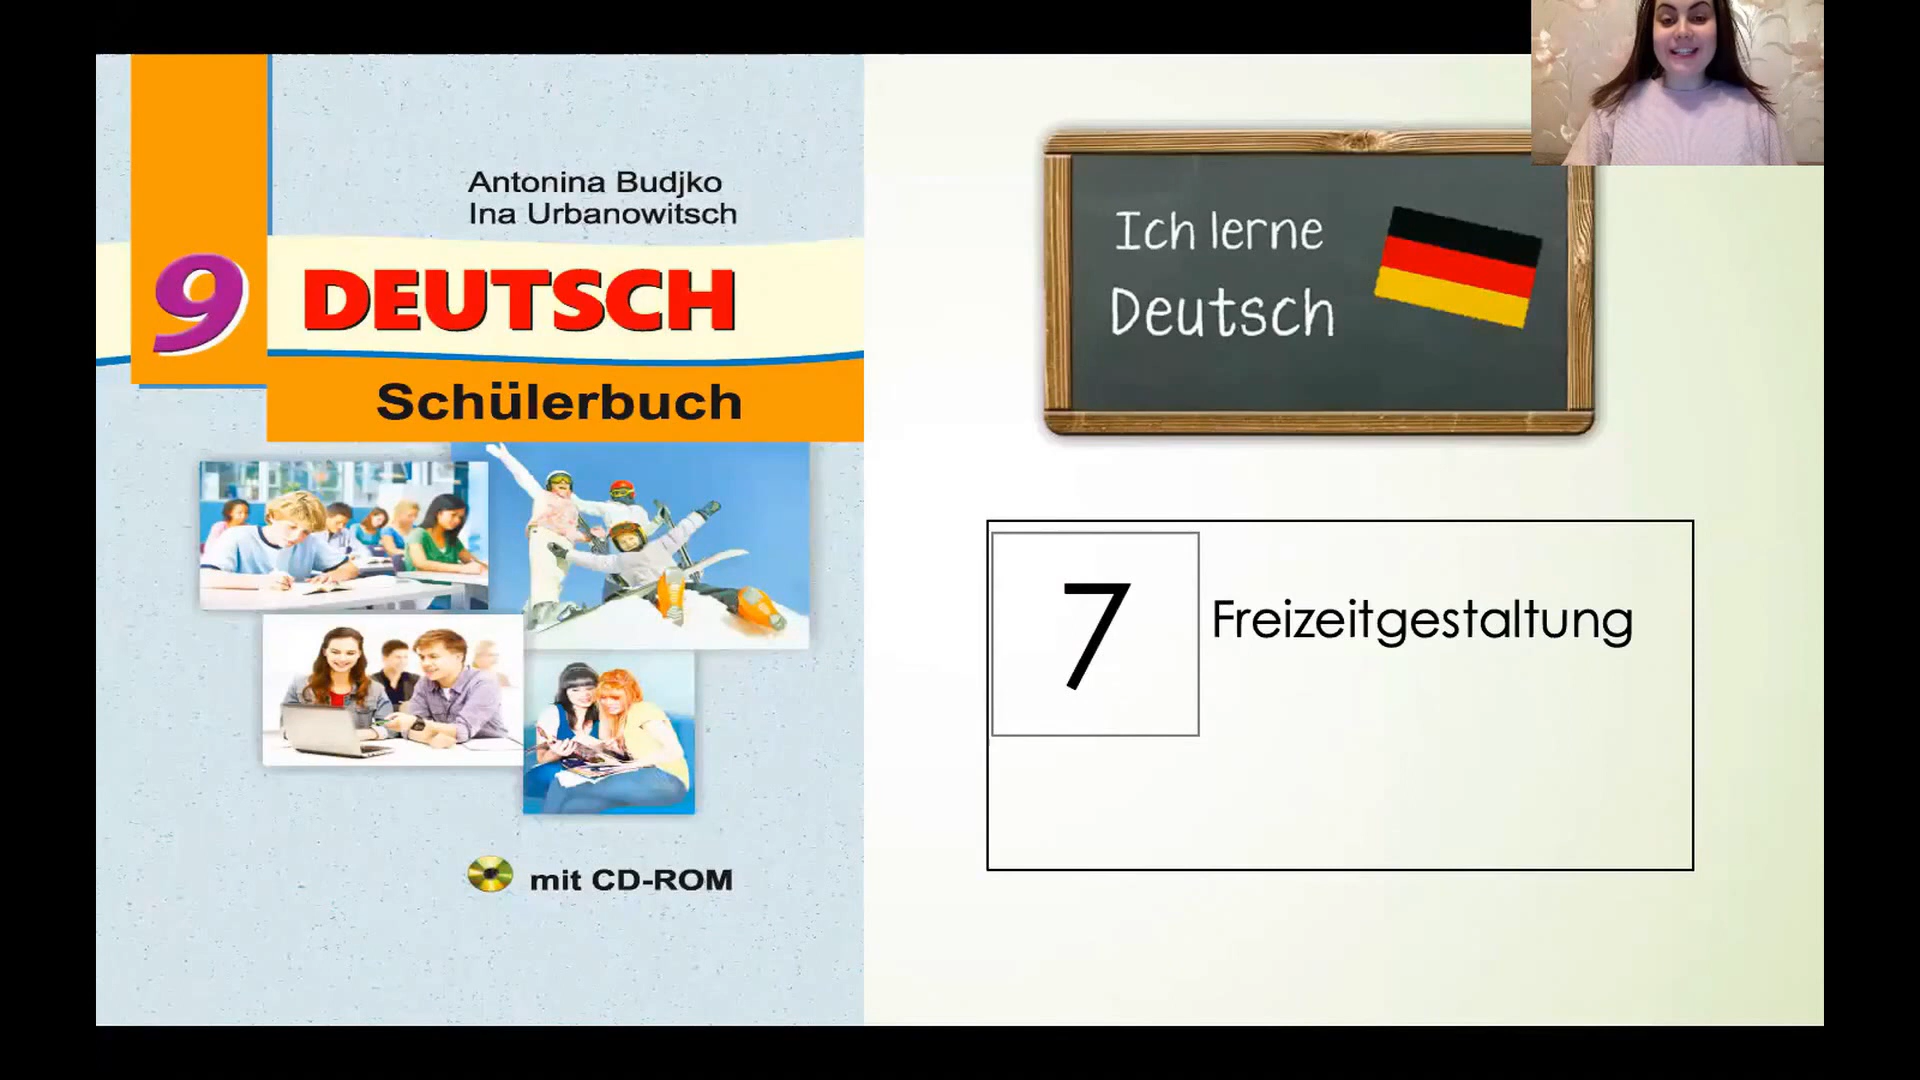 Antonina Budjko
Ina Urbanowitsch
9 DEUTSCH
Schülerbuch
mit CD-ROM
Ich lerne
Deutsch
7 Freizeitgestaltung